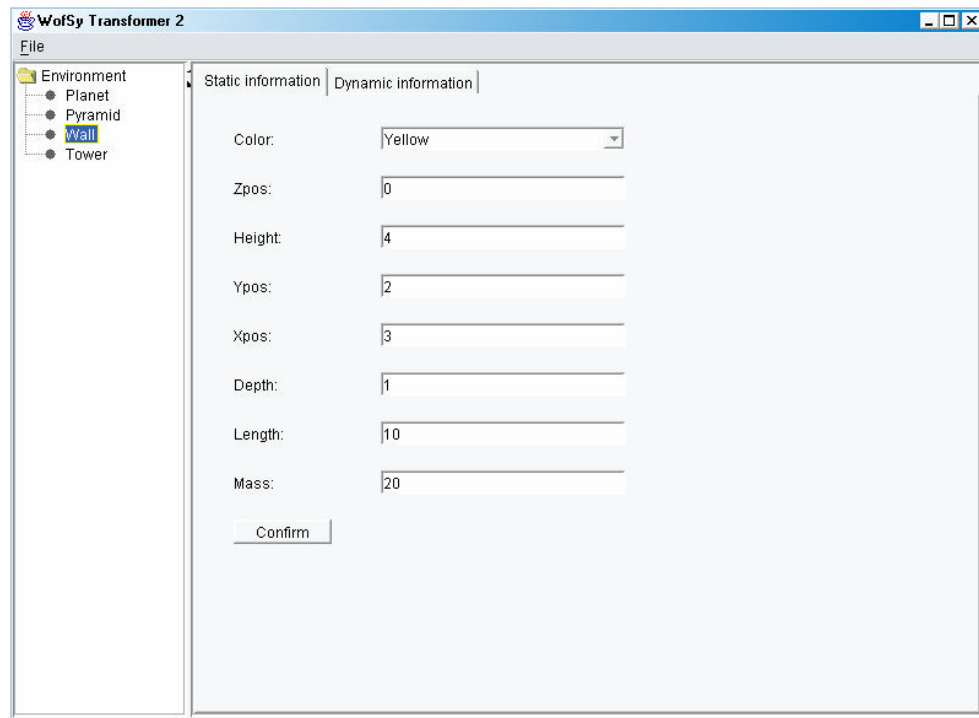 WofSy Transformer 2
File
Environment
Planet
Pyramid
Wall
Tower
Static information
Dynamic information
Color: Yellow
Zpos: 0
Height: 4
Ypos: 2
Xpos: 3
Depth: 1
Length: 10
Mass: 20
Confirm